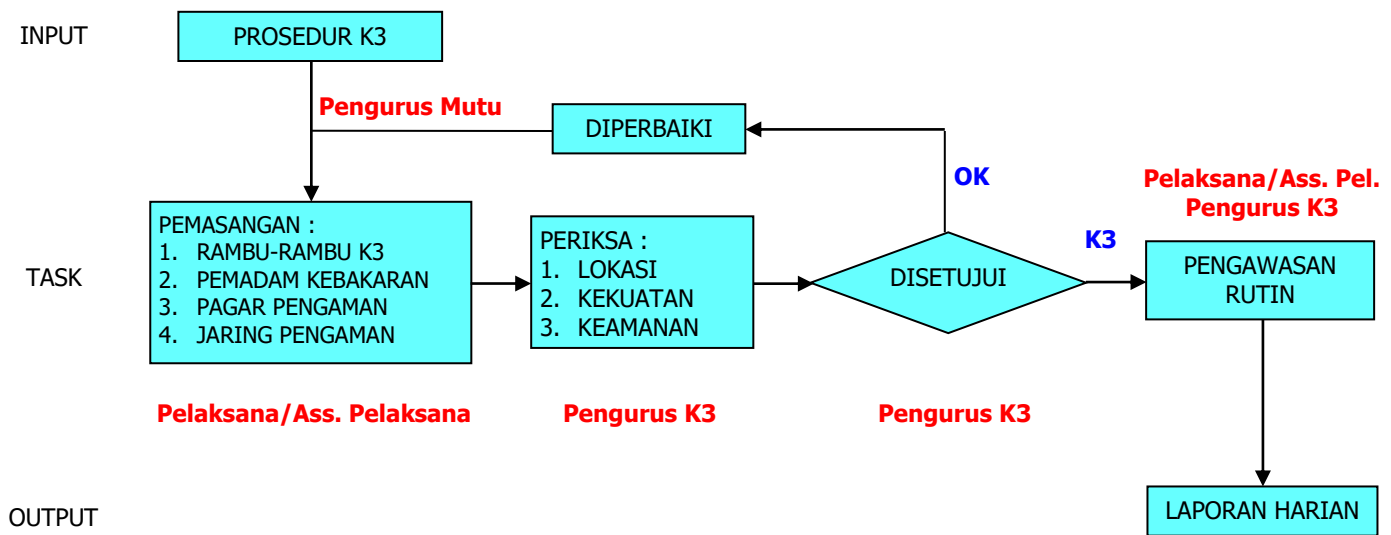 INPUT
PROSEDUR K3
Pengurus Mutu
DIPERBAIKI
OK
Pelaksana/Ass. Pel.
Pengurus K3
K3
TASK
PEMASANGAN :
1. RAMBU-RAMBU K3
2. PEMADAM KEBAKARAN
3. PAGAR PENGAMAN
4. JARING PENGAMAN
PERIKSA :
1. LOKASI
2. KEKUATAN
3. KEAMANAN
DISETUJUI
PENGAWASAN
RUTIN
Pelaksana/Ass. Pelaksana
Pengurus K3
Pengurus K3
OUTPUT
LAPORAN HARIAN